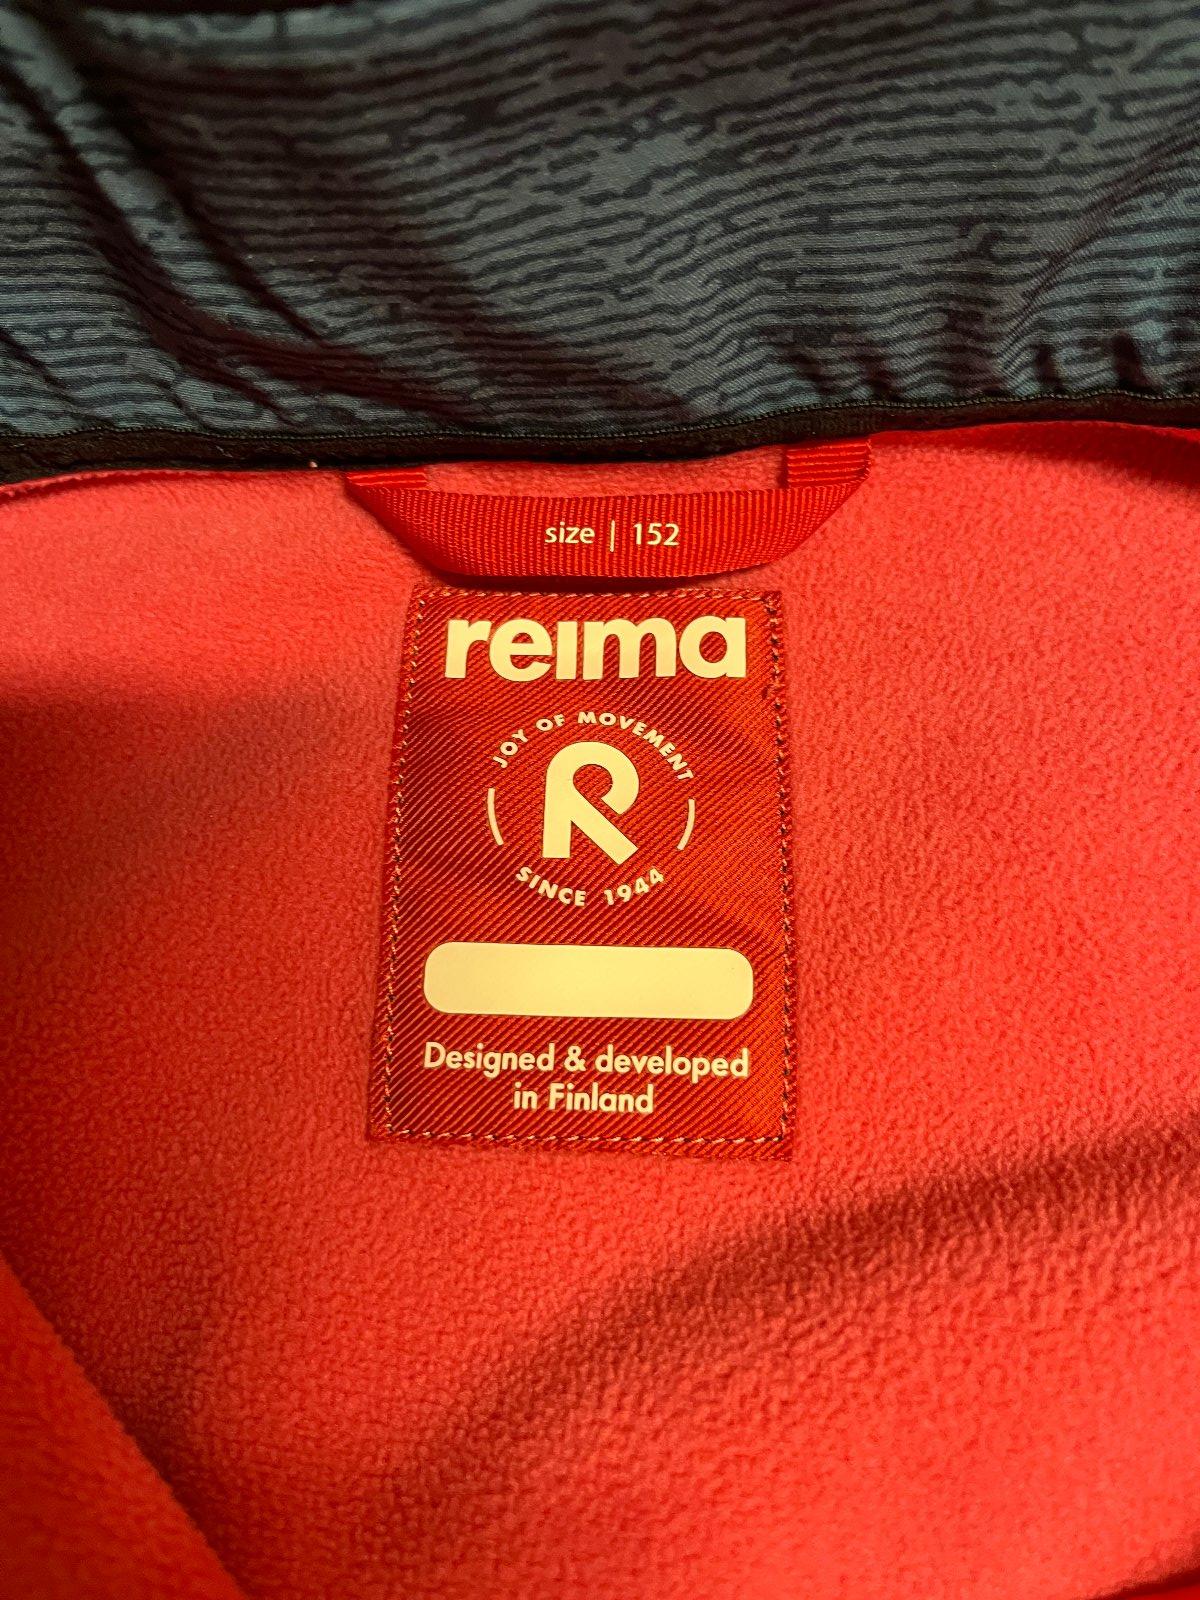 size | 152
reima
JOY OF MOVEMENT
R
SINCE 1944
Designed & developed
in Finland